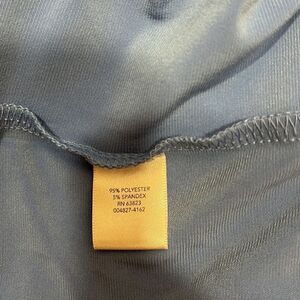 95% POLYESTER
5% SPANDEX
RN 63823
004827-4162